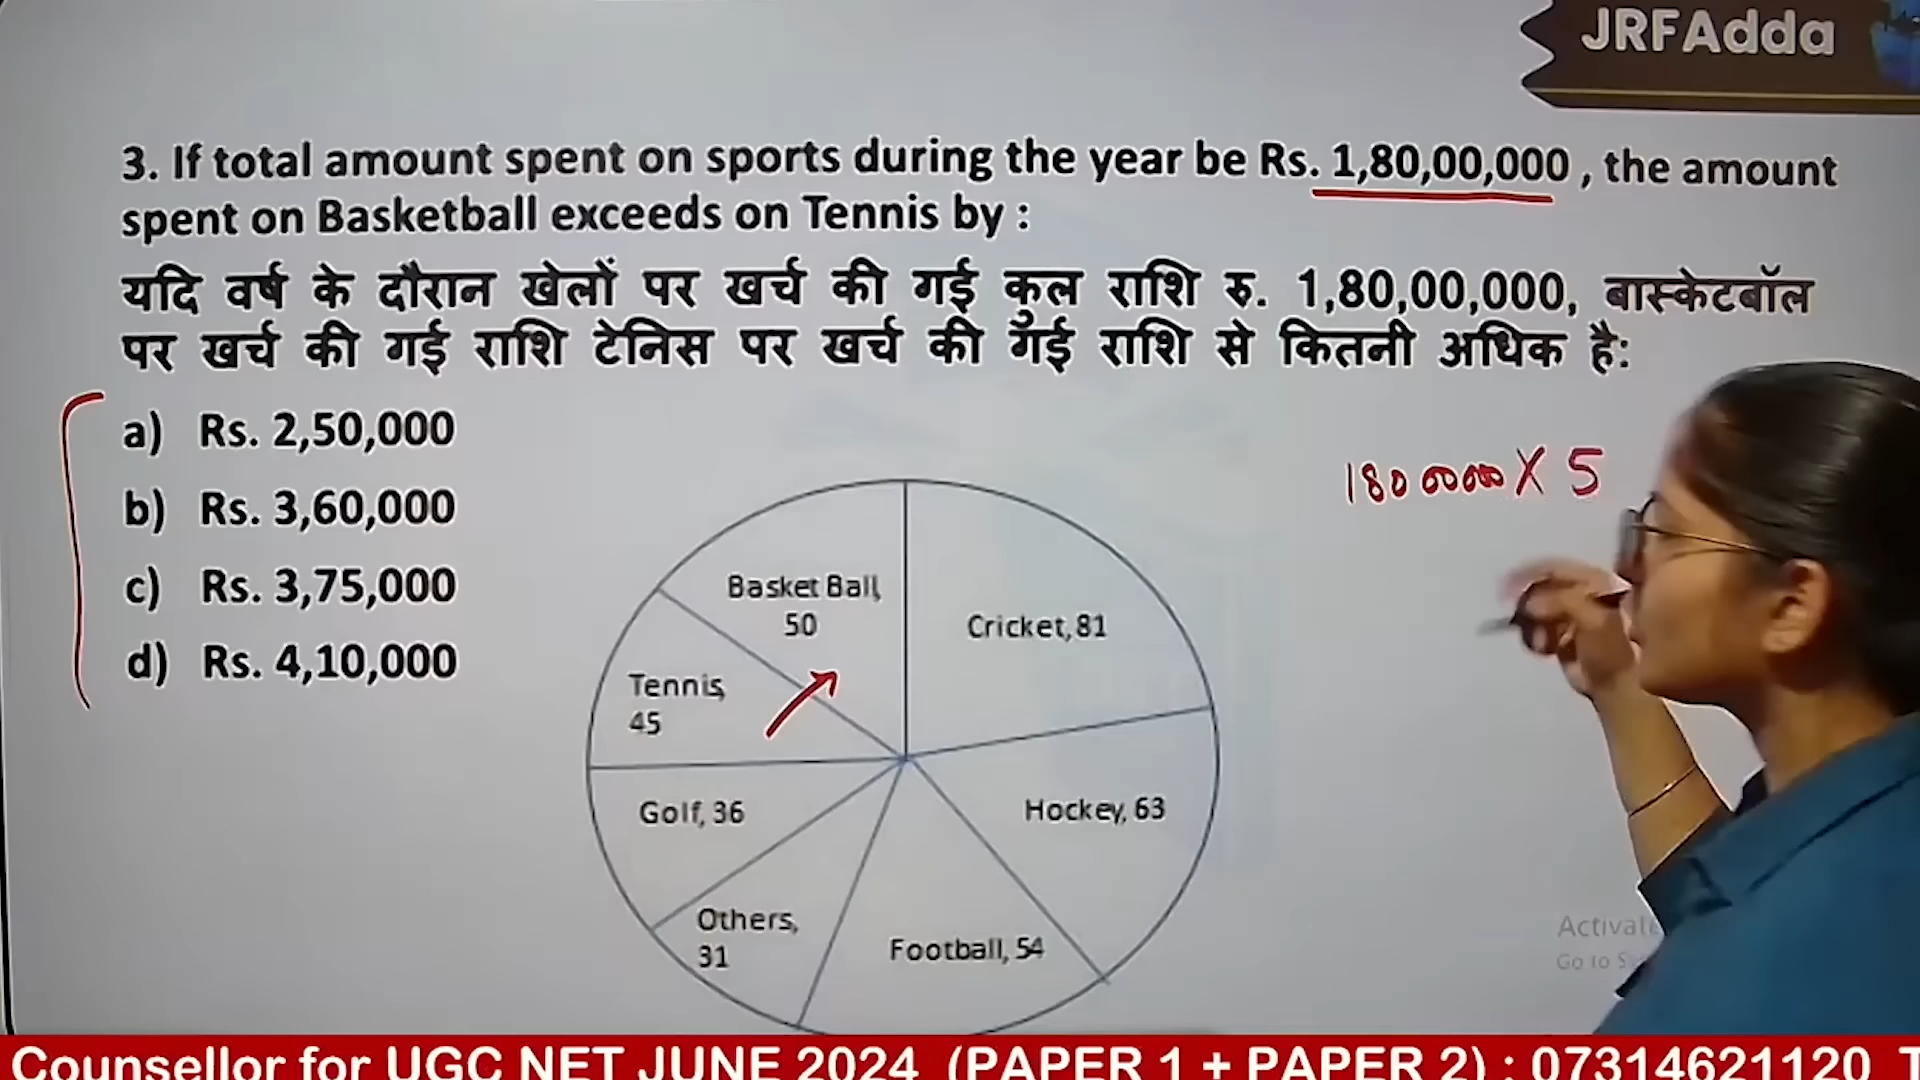 JRFAdda
3. If total amount spent on sports during the year be Rs. 1,80,00,000 , the amount
spent on Basketball exceeds on Tennis by :
यदि वर्ष के दौरान खेलों पर खर्च की गई कुल राशि रु. 1,80,00,000, बास्केटबॉल
पर खर्च की गई राशि टेनिस पर खर्च की गई राशि से कितनी अधिक है:
a) Rs. 2,50,000
b) Rs. 3,60,000
c) Rs. 3,75,000
d) Rs. 4,10,000
18000000 X 5
Basket Ball,
50
Cricket, 81
Tennis,
45
Golf, 36
Hockey, 63
Others,
31
Football, 54
Go to S
Counsellor for UGC NET JUNE 2024 (PAPER 1 + PAPER 2) : 07314621120 T